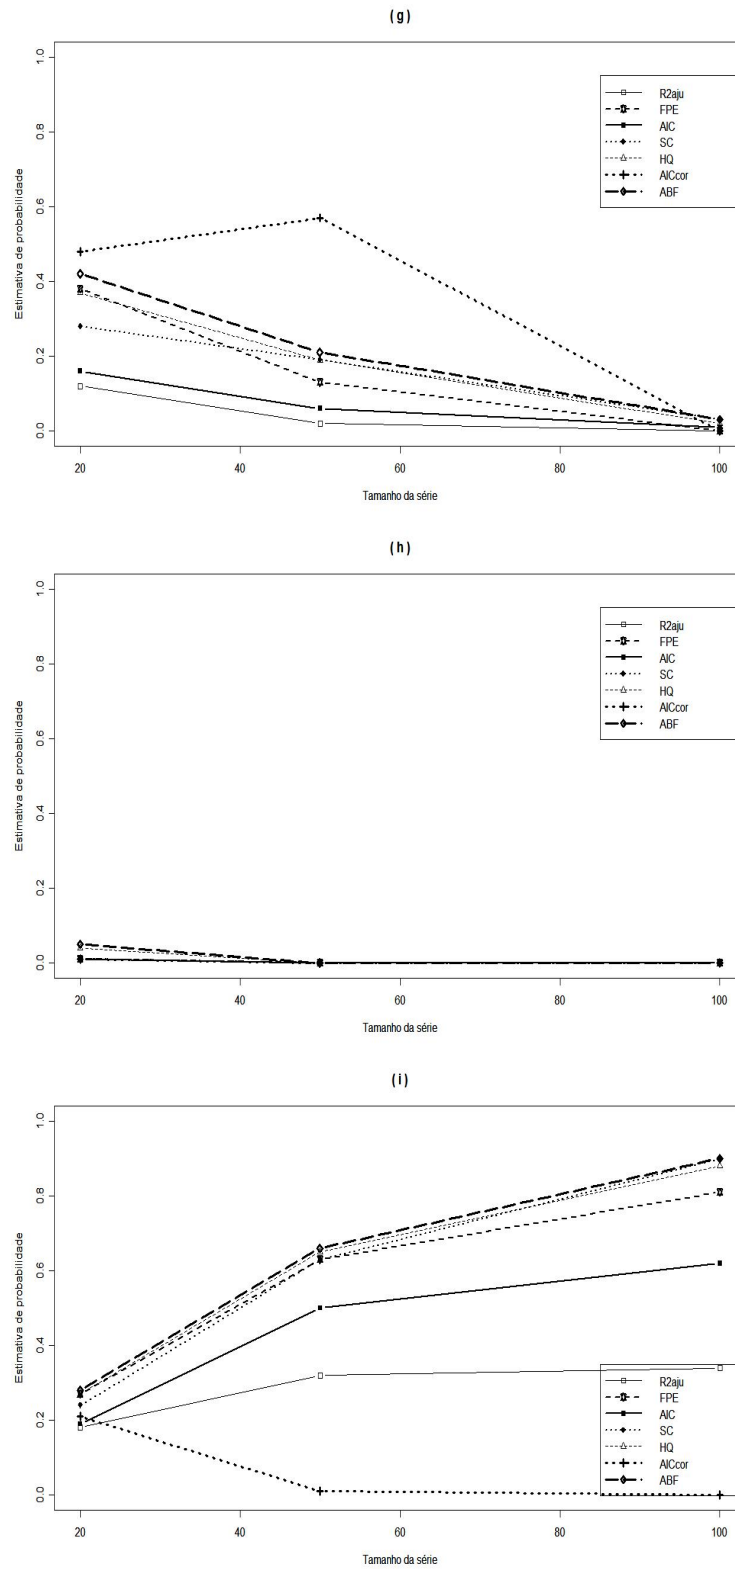 (g)
Estimativa de probabilidade
1.0
0.8
0.6
0.4
0.2
0.0
R2aju
FPE
AIC
SC
HQ
AICcor
ABF
20 40 60 80 100
Tamanho da série
(h)
Estimativa de probabilidade
1.0
0.8
0.6
0.4
0.2
0.0
R2aju
FPE
AIC
SC
HQ
AICcor
ABF
20 40 60 80 100
Tamanho da série
(i)
Estimativa de probabilidade
1.0
0.8
0.6
0.4
0.2
0.0
R2aju
FPE
AIC
SC
HQ
AICcor
ABF
20 40 60 80 100
Tamanho da série